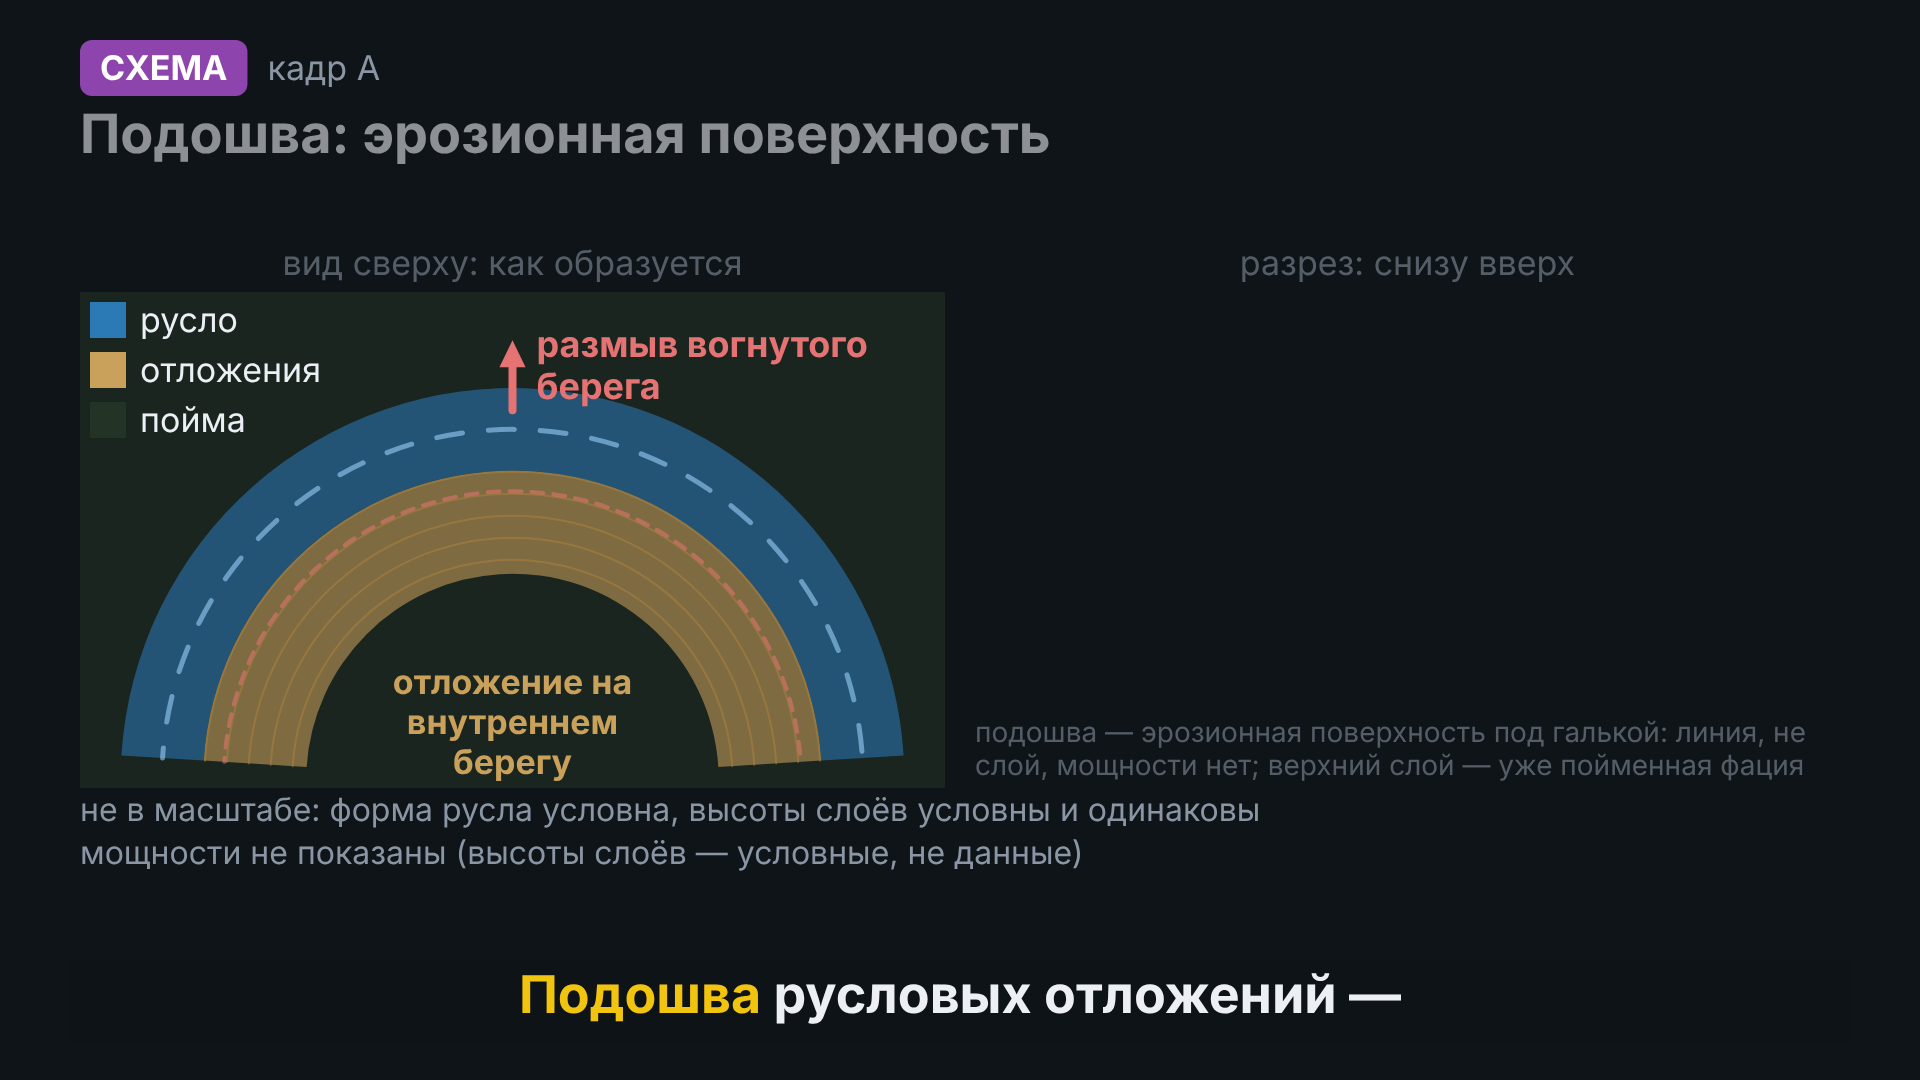 СХЕМА кадр А
Подошва: эрозионная поверхность
вид сверху: как образуется
разрез: снизу вверх
русло
отложения
пойма
размыв вогнутого
берега
отложение на
внутреннем
берегу
подошва — эрозионная поверхность под галькой: линия, не
слой, мощности нет; верхний слой — уже пойменная фация
не в масштабе: форма русла условна, высоты слоёв условны и одинаковы
мощности не показаны (высоты слоёв — условные, не данные)
Подошва русловых отложений —